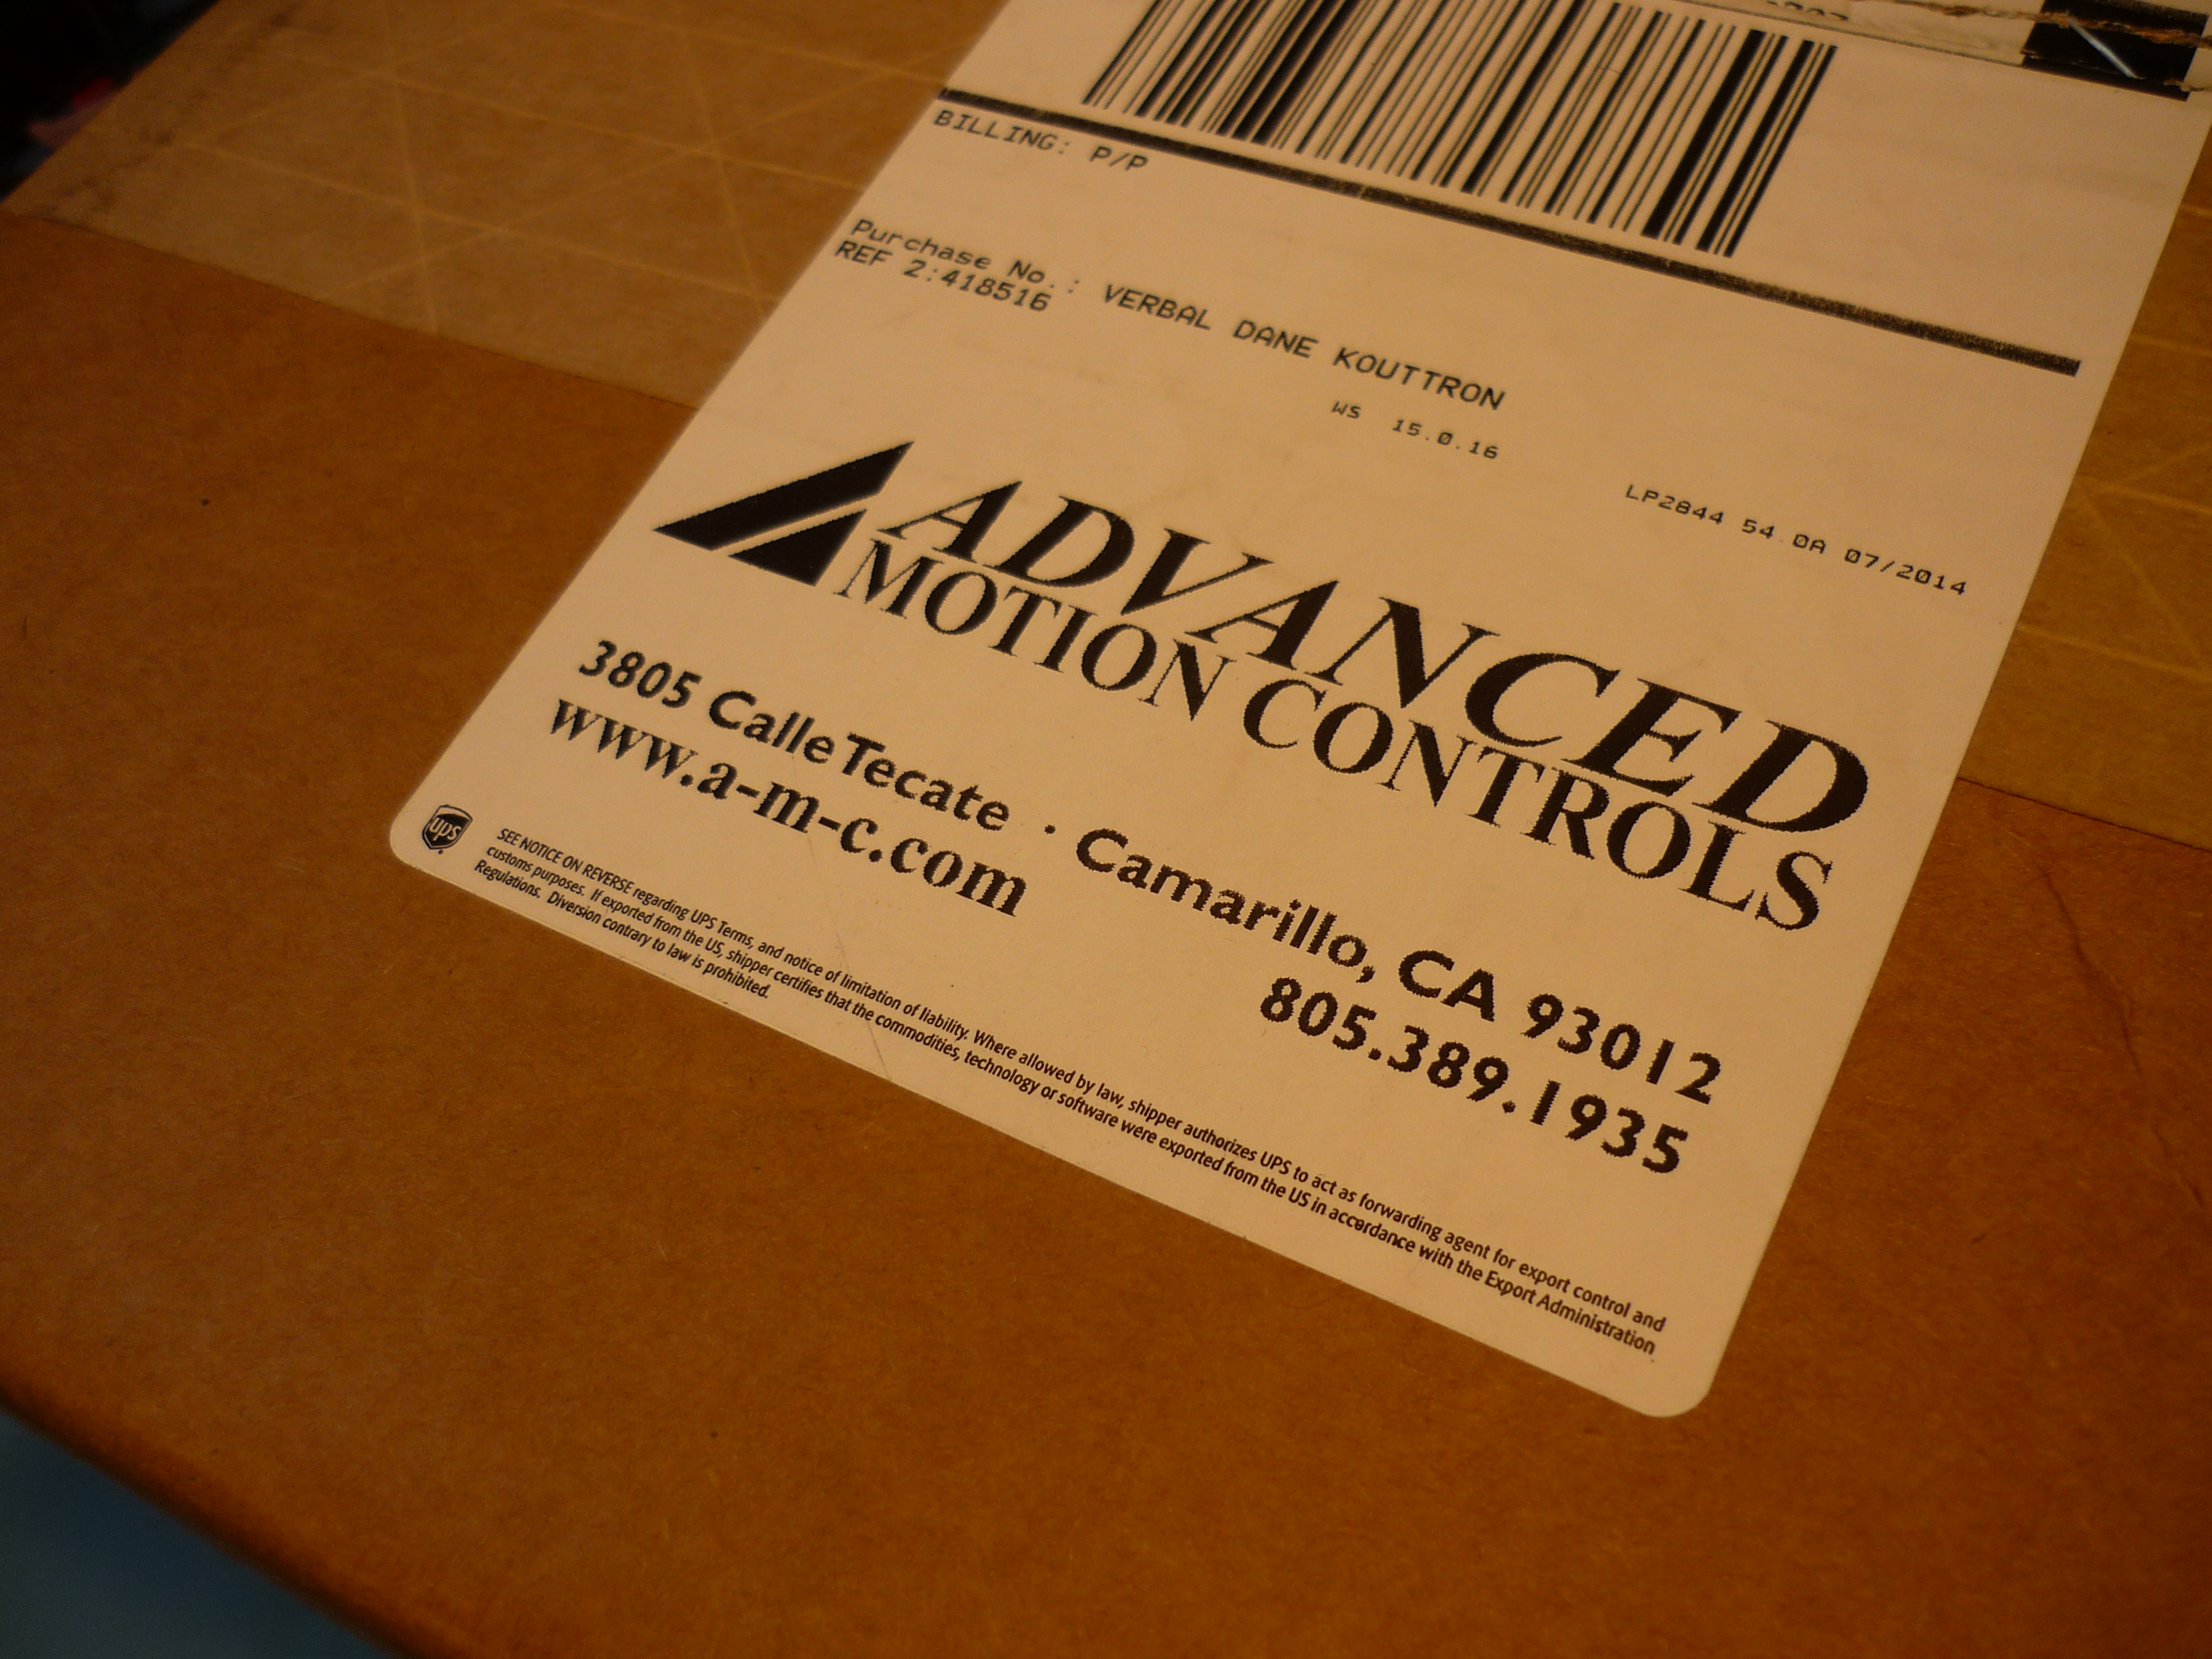 BILLING: P/P
Purchase No.: VERBAL DANE KOUTTRON
REF 2:418516
WS 15.0.16
LP2844 54.0A 07/2014
ADVANCED
MOTION CONTROLS
3805 Calle Tecate · Camarillo, CA 93012
www.a-m-c.com
805.389.1935
ups
SEE NOTICE ON REVERSE regarding UPS Terms, and notice of limitation of liability. Where allowed by law, shipper authorizes UPS to act as forwarding agent for export control and
customs purposes. If exported from the US, shipper certifies that the commodities, technology or software were exported from the US in accordance with the Export Administration
Regulations. Diversion contrary to law is prohibited.